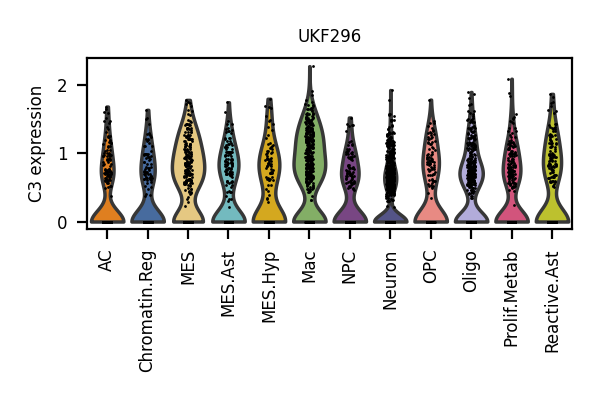 UKF296
C3 expression
2
1
0
AC
Chromatin.Reg
MES
MES.Ast
MES.Hyp
Mac
NPC
Neuron
OPC
Oligo
Prolif.Metab
Reactive.Ast